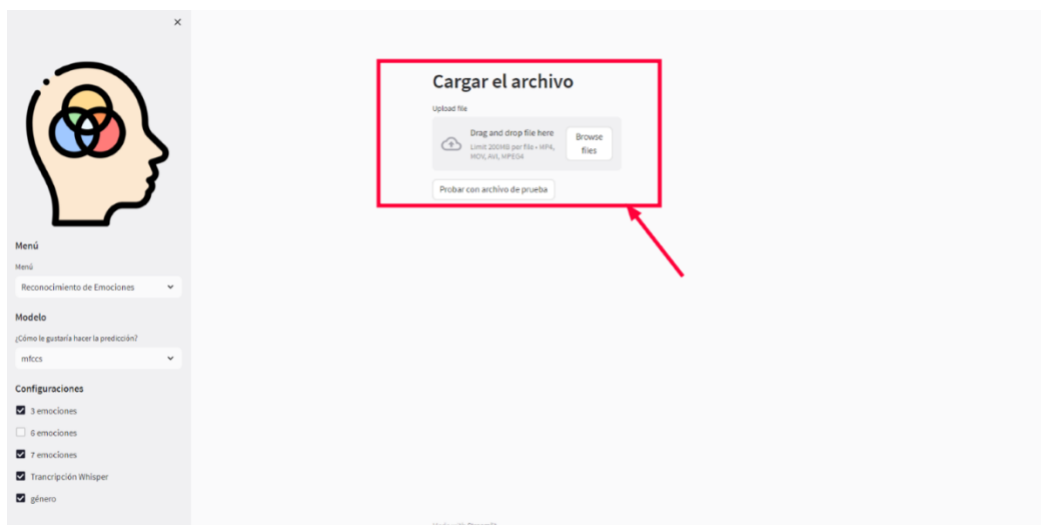 ×
Menú
Menú
Reconocimiento de Emociones
Modelo
¿Cómo le gustaría hacer la predicción?
mfccs
Configuraciones
3 emociones
6 emociones
7 emociones
Trancripción Whisper
género
Cargar el archivo
Upload file
Drag and drop file here
Limit 200MB per file • MP4,
MOV, AVI, MPEG4
Browse
files
Probar con archivo de prueba